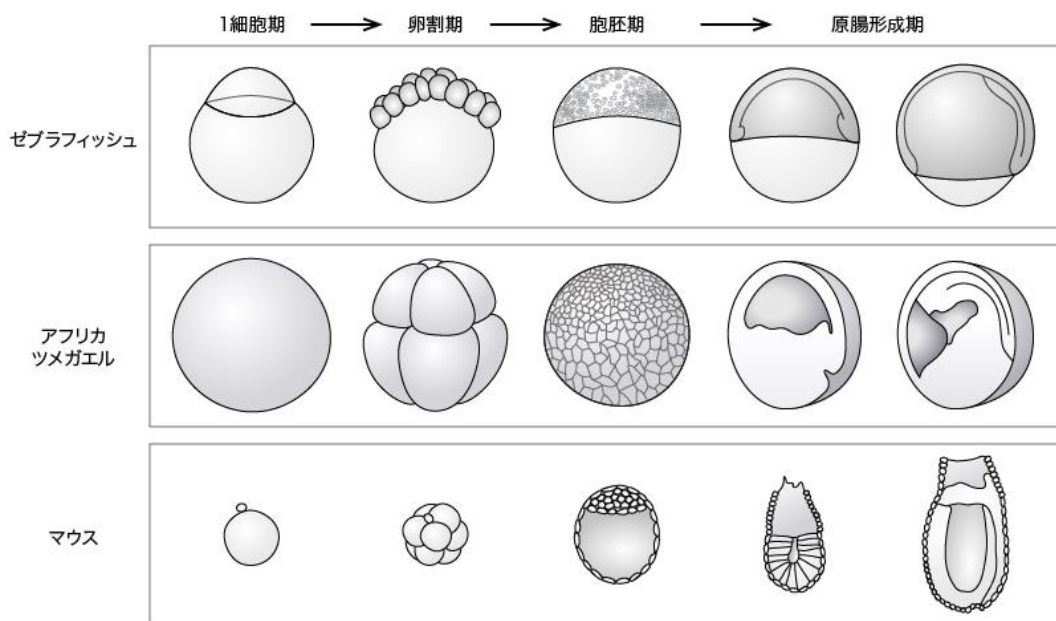 1細胞期 → 卵割期 → 胞胚期 → 原腸形成期
ゼブラフィッシュ
アフリカ
ツメガエル
マウス